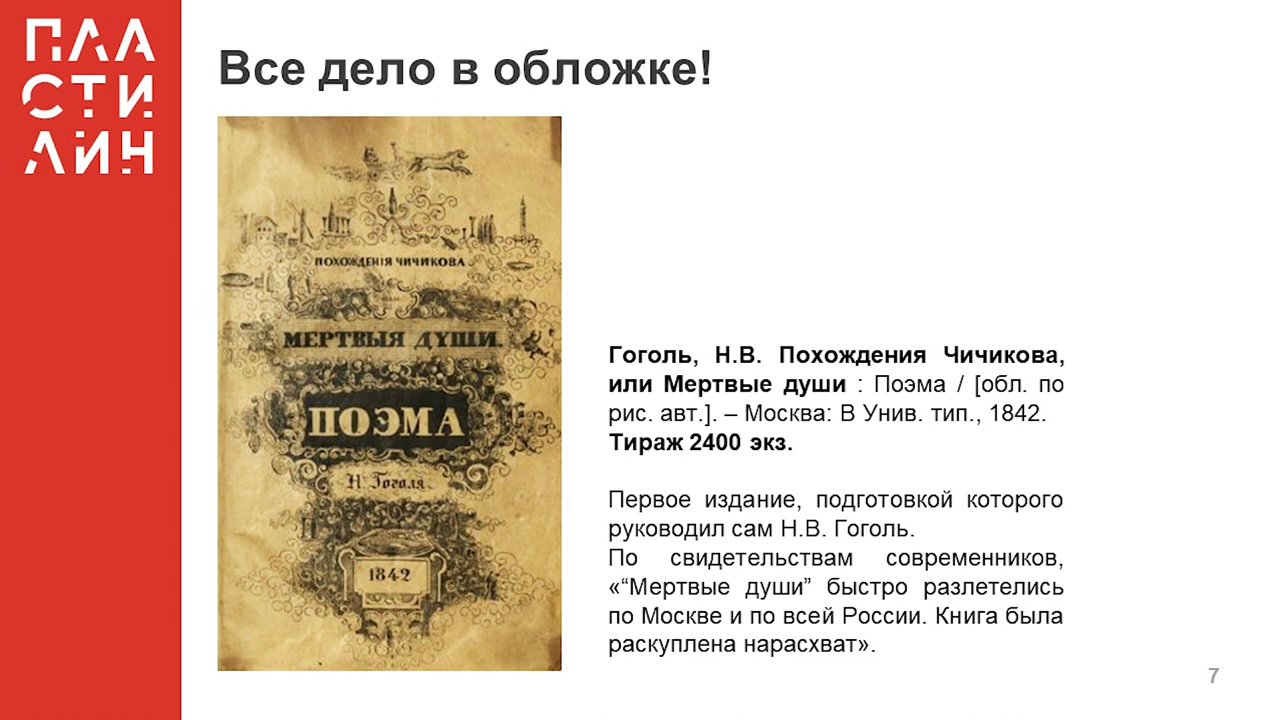 ПЛА
СТИ
ЛИН
Все дело в обложке!
ПОХОЖДЕНІЯ ЧИЧИКОВА
МЕРТВЫЯ ДУШИ.
ПОЭМА
Н. Гоголя.
1842
Гоголь, Н.В. Похождения Чичикова,
или Мертвые души : Поэма / [обл. по
рис. авт.]. – Москва: В Унив. тип., 1842.
Тираж 2400 экз.
Первое издание, подготовкой которого
руководил сам Н.В. Гоголь.
По свидетельствам современников,
«“Мертвые души” быстро разлетелись
по Москве и по всей России. Книга была
раскуплена нарасхват».
7